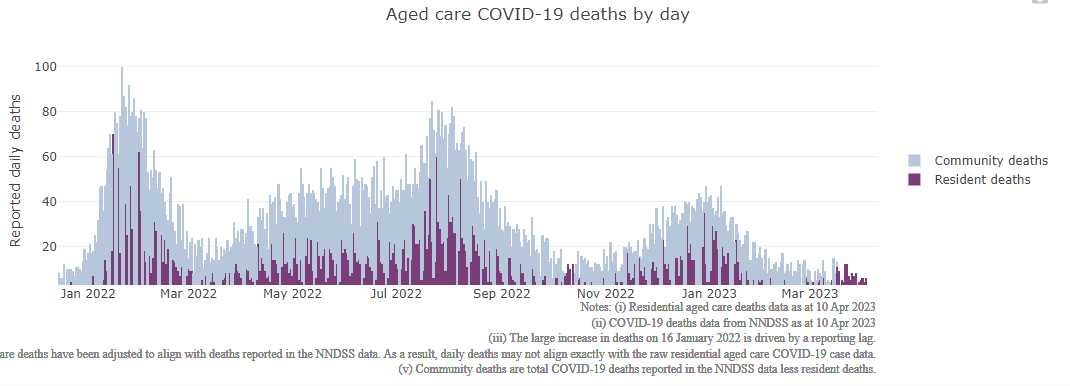 Aged care COVID-19 deaths by day
Reported daily deaths
100
80
60
40
20
Jan 2022 Mar 2022 May 2022 Jul 2022 Sep 2022 Nov 2022 Jan 2023 Mar 2023
Community deaths
Resident deaths
Notes: (i) Residential aged care deaths data as at 10 Apr 2023
(ii) COVID-19 deaths data from NNDSS as at 10 Apr 2023
(iii) The large increase in deaths on 16 January 2022 is driven by a reporting lag.
are deaths have been adjusted to align with deaths reported in the NNDSS data. As a result, daily deaths may not align exactly with the raw residential aged care COVID-19 case data.
(v) Community deaths are total COVID-19 deaths reported in the NNDSS data less resident deaths.